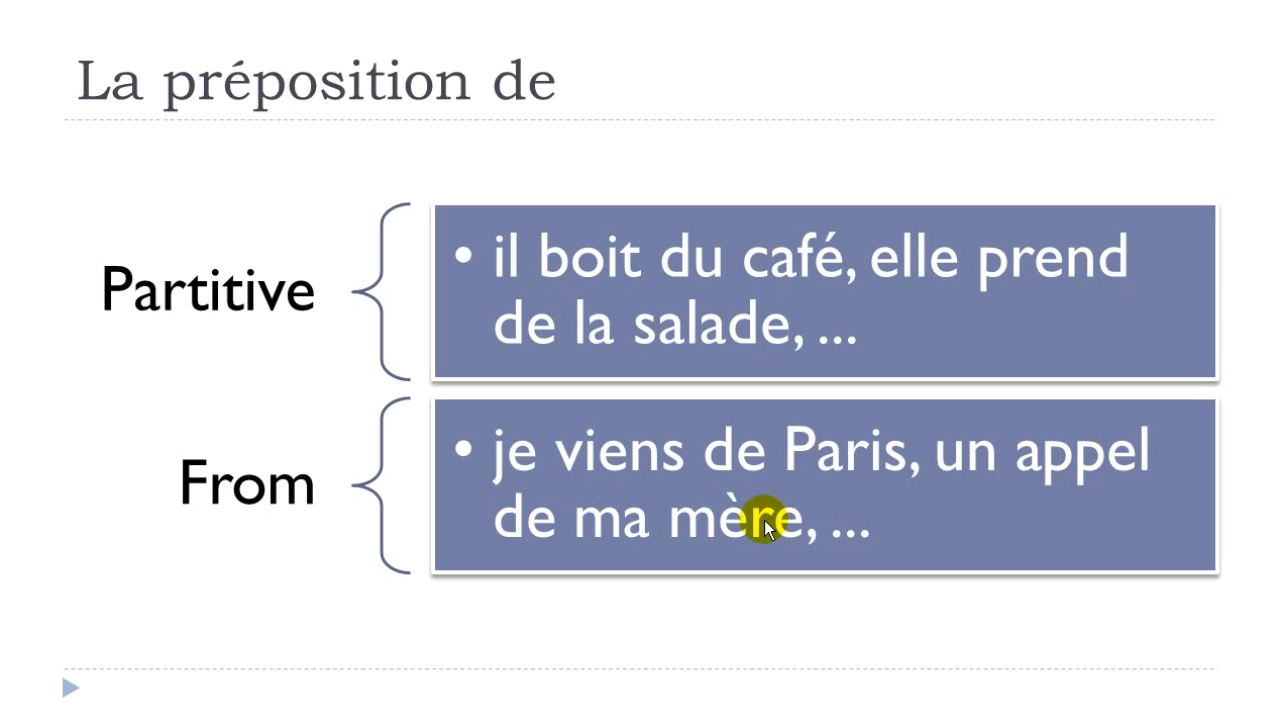 La préposition de
Partitive
• il boit du café, elle prend
de la salade, ...
From
• je viens de Paris, un appel
de ma mère, ...